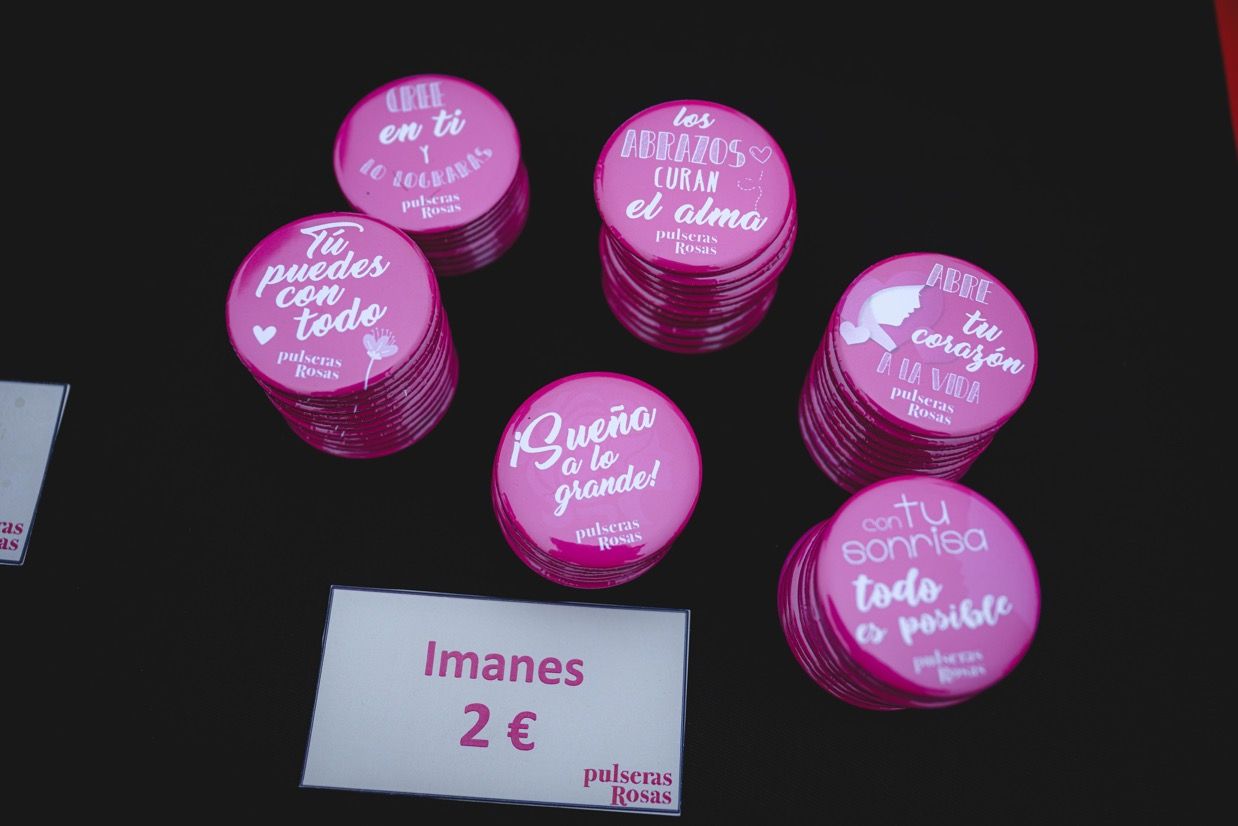 CREE
en ti
Y
LO LOGRARÁS
pulseras
Rosas
los
ABRAZOS
CURAN
el alma
pulseras
Rosas
Tú
puedes
con
todo
pulseras
Rosas
ABRE
tu
corazón
A LA VIDA
pulseras
Rosas
¡Sueña
a lo
grande!
pulseras
Rosas
con tu
sonrisa
todo
es posible
pulseras
Rosas
Imanes
2 €
pulseras
Rosas